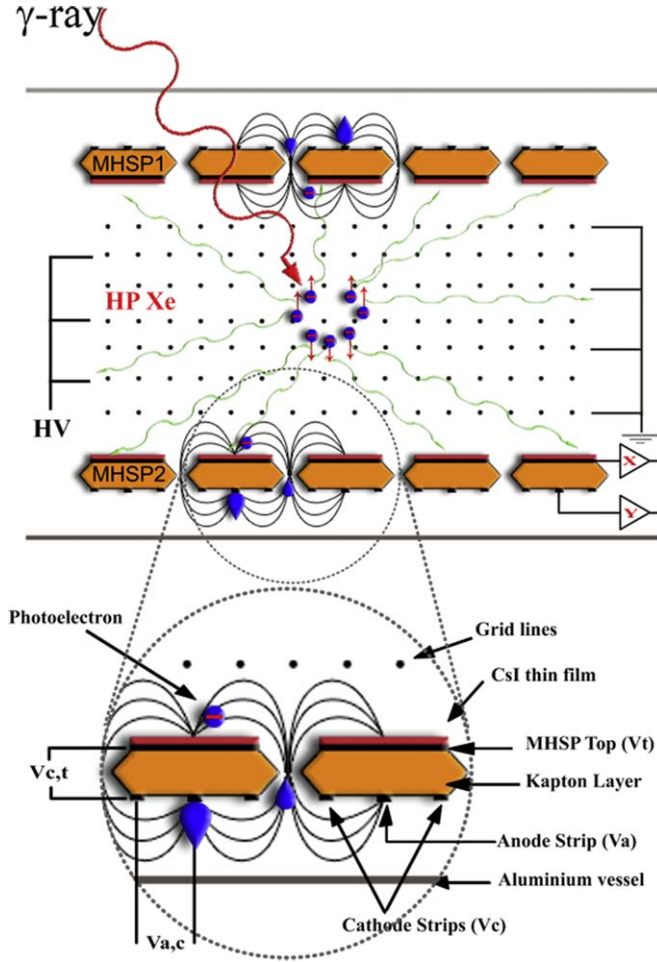 γ-ray
MHSP1
HP Xe
HV
MHSP2
X
Y
Photoelectron
Grid lines
CsI thin film
MHSP Top (Vt)
Vc,t
Kapton Layer
Anode Strip (Va)
Aluminium vessel
Cathode Strips (Vc)
Va,c